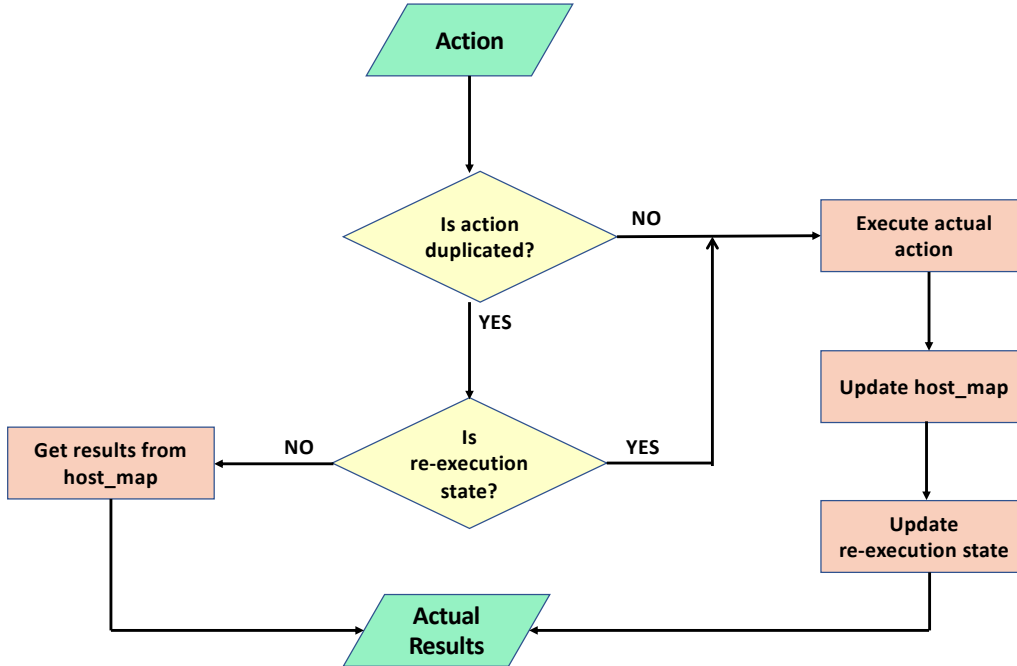 Action
Is action
duplicated?
NO
Execute actual
action
YES
Update host_map
Get results from
host_map
NO
Is
re-execution
state?
YES
Update
re-execution state
Actual
Results